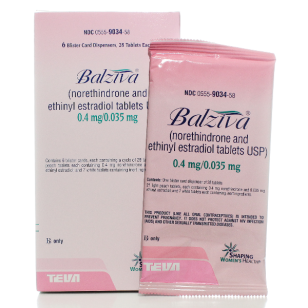 NDC 0555-9034-58
6 Blister Card Dispensers, 28 Tablets Each
Balziva
(norethindrone and
ethinyl estradiol tablets U
0.4 mg/0.035 mg
℞ only
TEVA
SHAPING
WOMEN'S HEALTH
NDC 0555-9034-58
Balziva
(norethindrone and
ethinyl estradiol tablets USP)
0.4 mg/0.035 mg
THIS PRODUCT (LIKE ALL ORAL CONTRACEPTIVES) IS INTENDED TO
PREVENT PREGNANCY. IT DOES NOT PROTECT AGAINST HIV INFECTION
(AIDS) AND OTHER SEXUALLY TRANSMITTED DISEASES.
℞ only
TEVA
SHAPING
WOMEN'S HEALTH